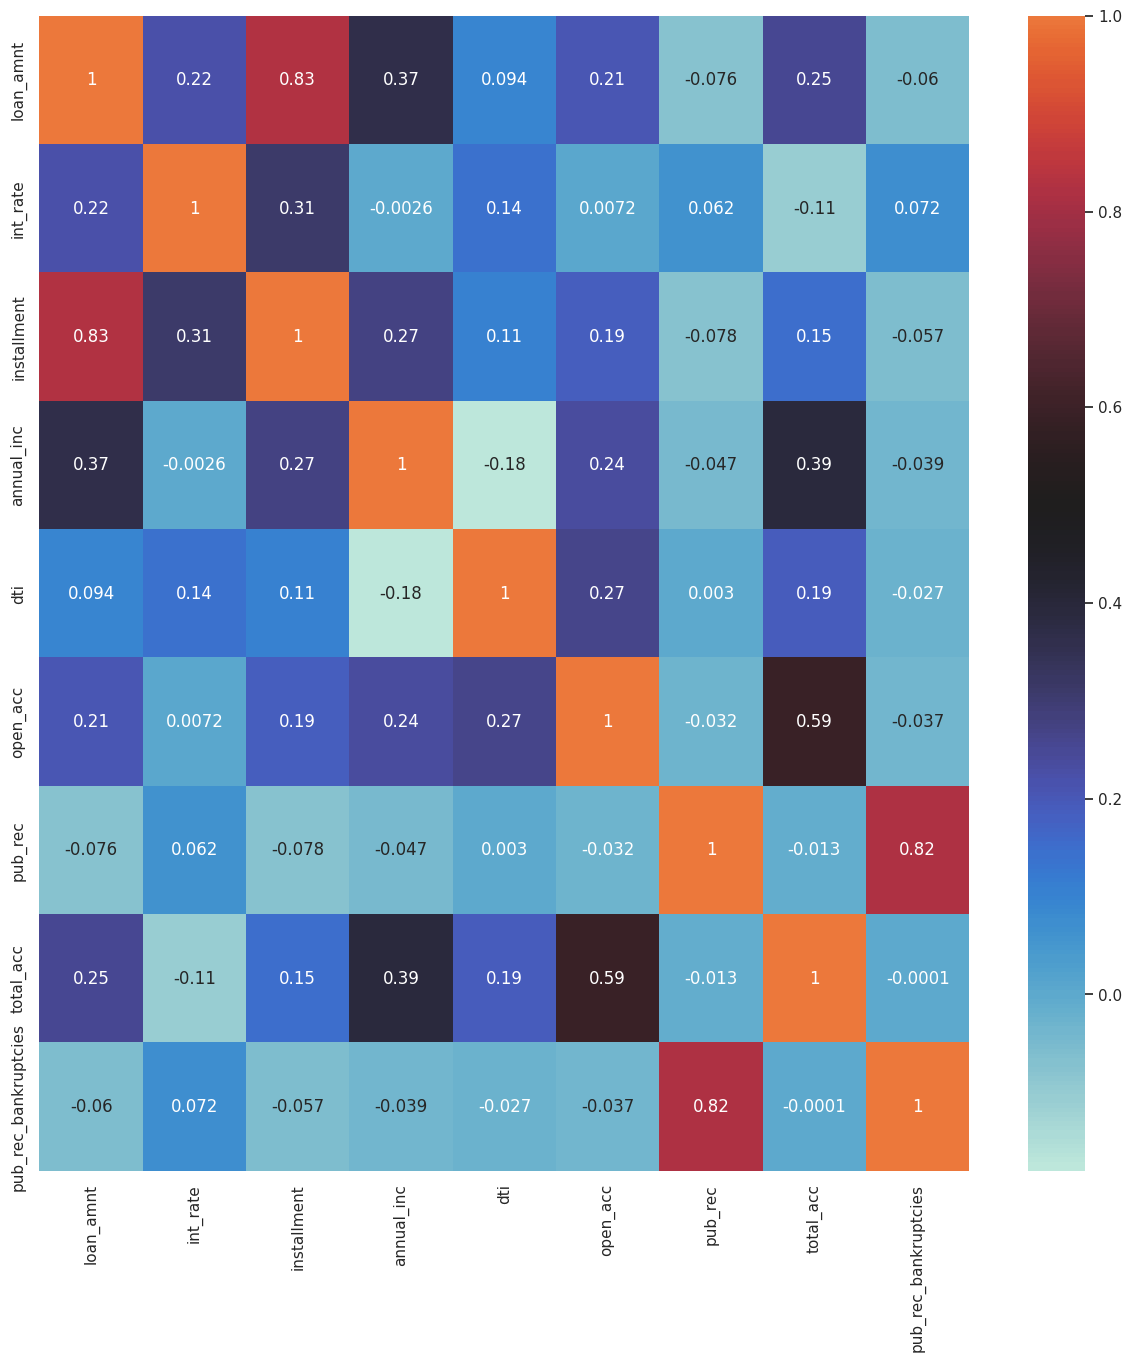 loan_amnt 1 0.22 0.83 0.37 0.094 0.21 -0.076 0.25 -0.06
int_rate 0.22 1 0.31 -0.0026 0.14 0.0072 0.062 -0.11 0.072
installment 0.83 0.31 1 0.27 0.11 0.19 -0.078 0.15 -0.057
annual_inc 0.37 -0.0026 0.27 1 -0.18 0.24 -0.047 0.39 -0.039
dti 0.094 0.14 0.11 -0.18 1 0.27 0.003 0.19 -0.027
open_acc 0.21 0.0072 0.19 0.24 0.27 1 -0.032 0.59 -0.037
pub_rec -0.076 0.062 -0.078 -0.047 0.003 -0.032 1 -0.013 0.82
total_acc 0.25 -0.11 0.15 0.39 0.19 0.59 -0.013 1 -0.0001
pub_rec_bankruptcies -0.06 0.072 -0.057 -0.039 -0.027 -0.037 0.82 -0.0001 1
loan_amnt int_rate installment annual_inc dti open_acc pub_rec total_acc pub_rec_bankruptcies
1.0
0.8
0.6
0.4
0.2
0.0